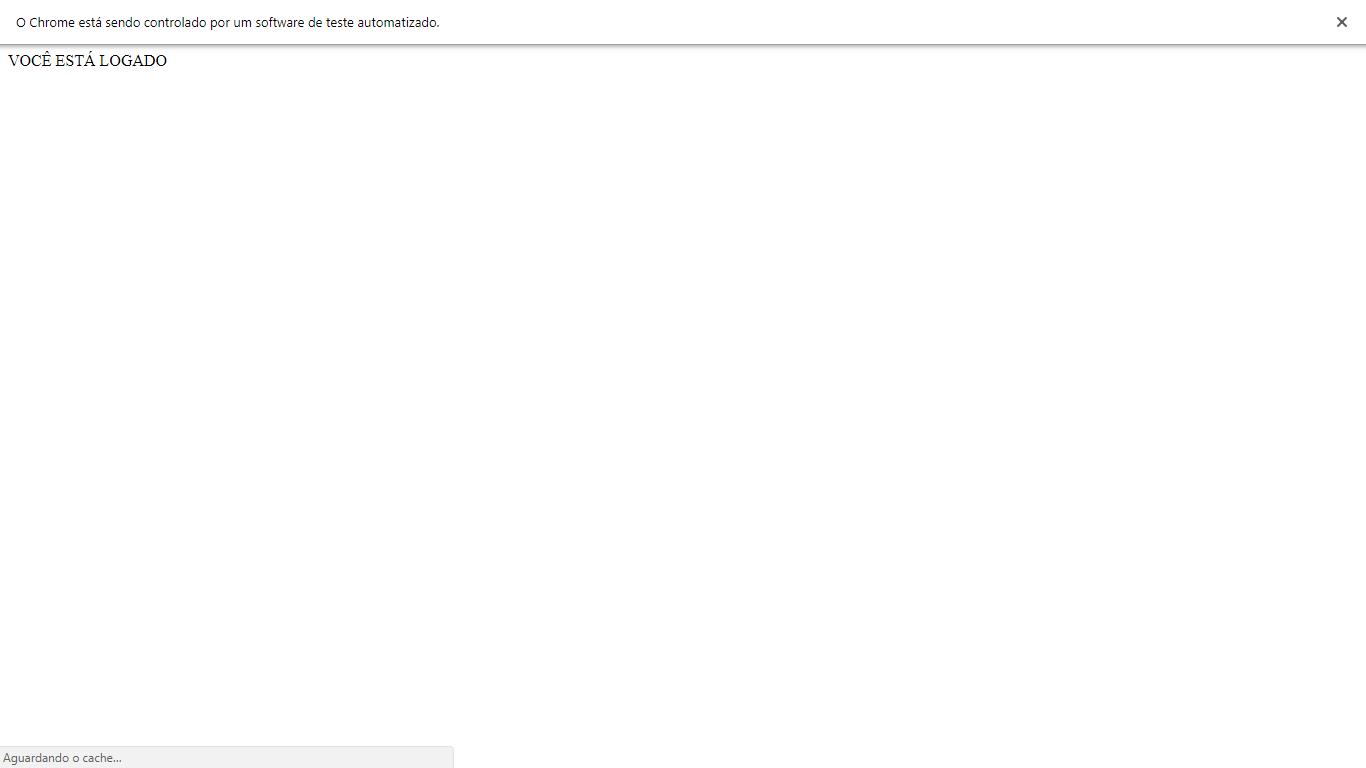 O Chrome está sendo controlado por um software de teste automatizado.
VOCÊ ESTÁ LOGADO
Aguardando o cache...